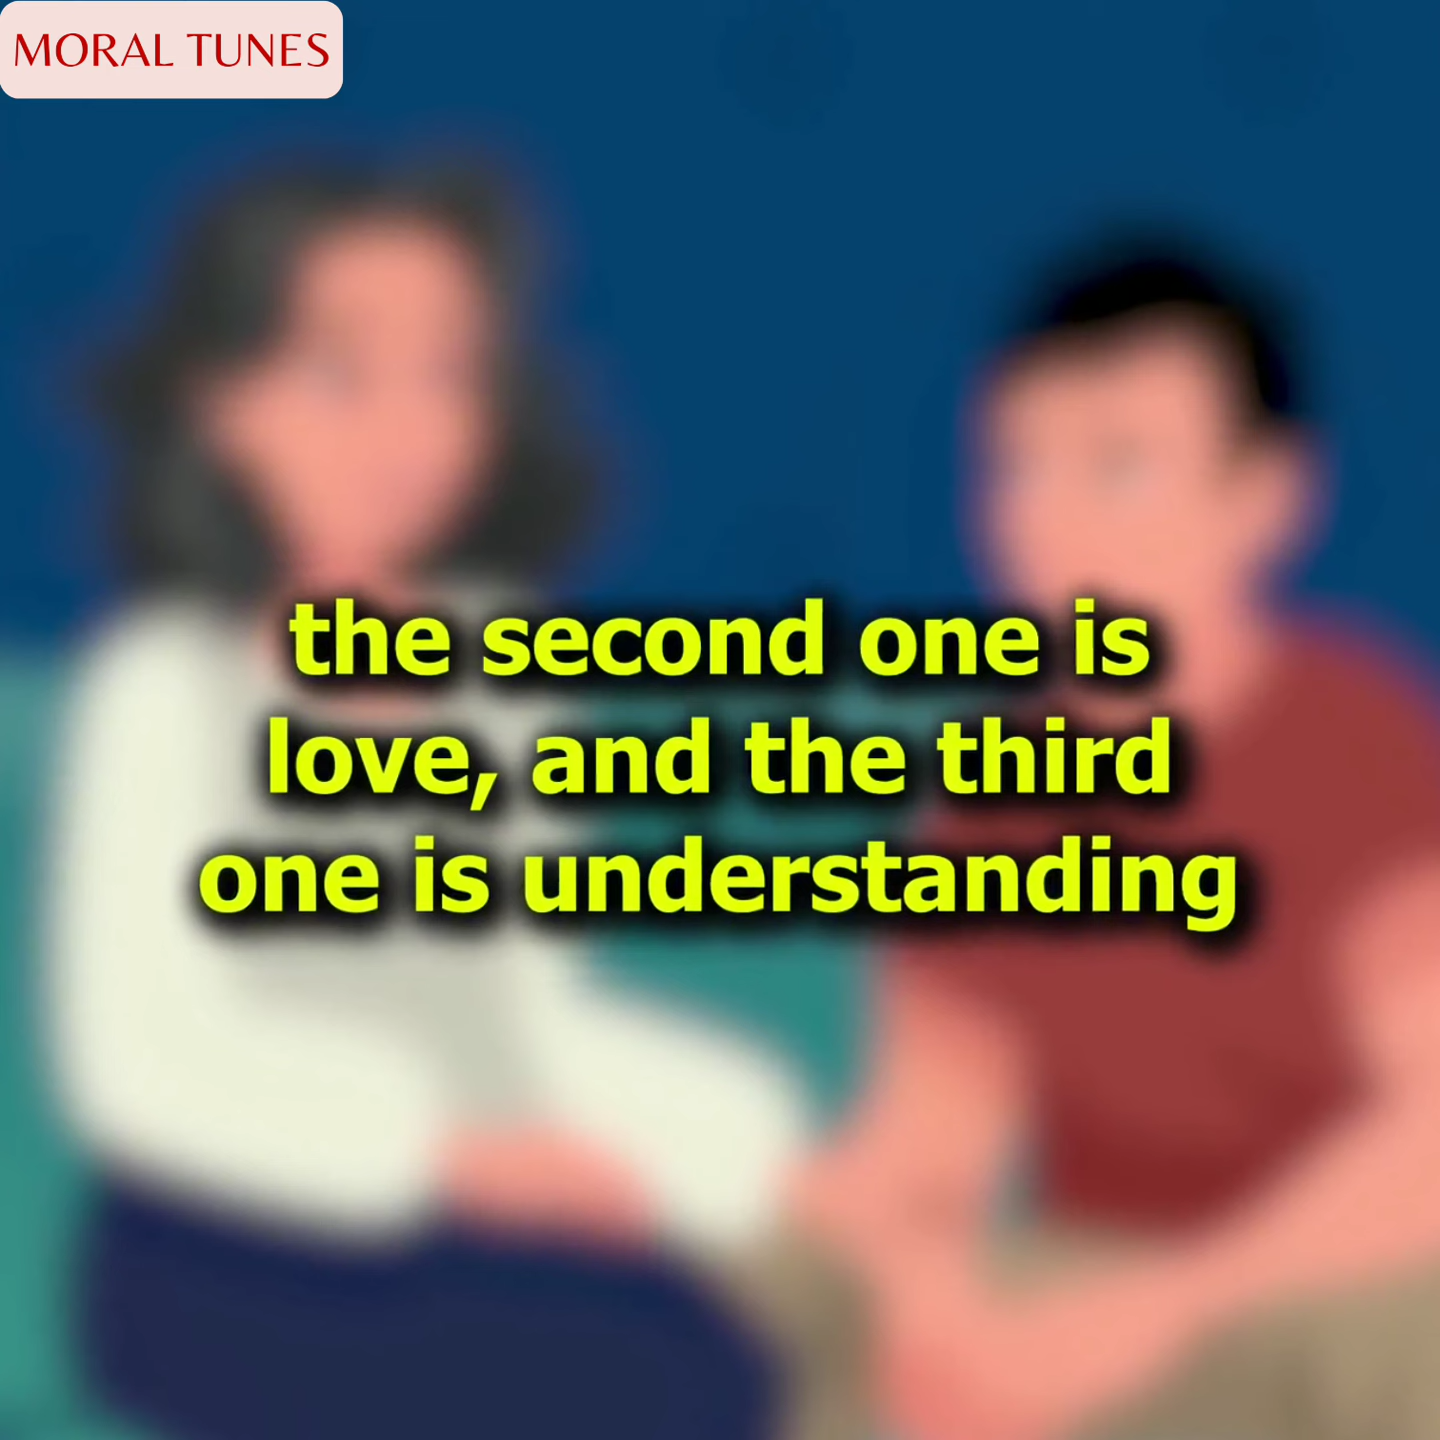 MORAL TUNES
the second one is
love, and the third
one is understanding